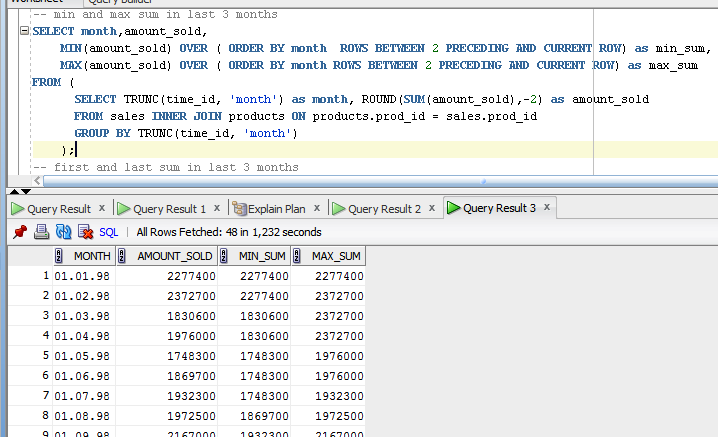 Query Builder
-- min and max sum in last 3 months
SELECT month,amount_sold,
MIN(amount_sold) OVER ( ORDER BY month  ROWS BETWEEN 2 PRECEDING AND CURRENT ROW) as min_sum,
MAX(amount_sold) OVER ( ORDER BY month ROWS BETWEEN 2 PRECEDING AND CURRENT ROW) as max_sum
FROM (
SELECT TRUNC(time_id, 'month') as month, ROUND(SUM(amount_sold),-2) as amount_sold
FROM sales INNER JOIN products ON products.prod_id = sales.prod_id
GROUP BY TRUNC(time_id, 'month')
);
-- first and last sum in last 3 months
Query Result x Query Result 1 x Explain Plan x Query Result 2 x Query Result 3 x
SQL | All Rows Fetched: 48 in 1,232 seconds
MONTH AMOUNT_SOLD MIN_SUM MAX_SUM
1 01.01.98 2277400 2277400 2277400
2 01.02.98 2372700 2277400 2372700
3 01.03.98 1830600 1830600 2372700
4 01.04.98 1976000 1830600 2372700
5 01.05.98 1748300 1748300 1976000
6 01.06.98 1869700 1748300 1976000
7 01.07.98 1932300 1748300 1932300
8 01.08.98 1972500 1869700 1972500
9 01.09.98 2167000 1932300 2167000